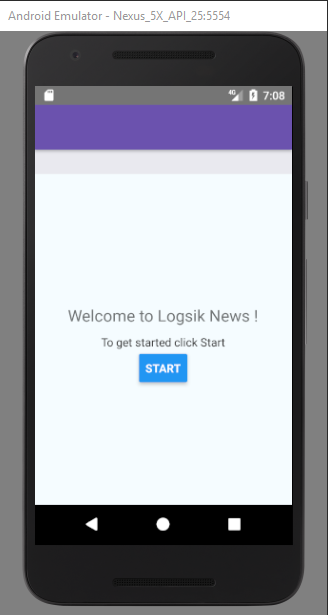 Android Emulator - Nexus_5X_API_25:5554
4G 7:08
Welcome to Logsik News !
To get started click Start
START